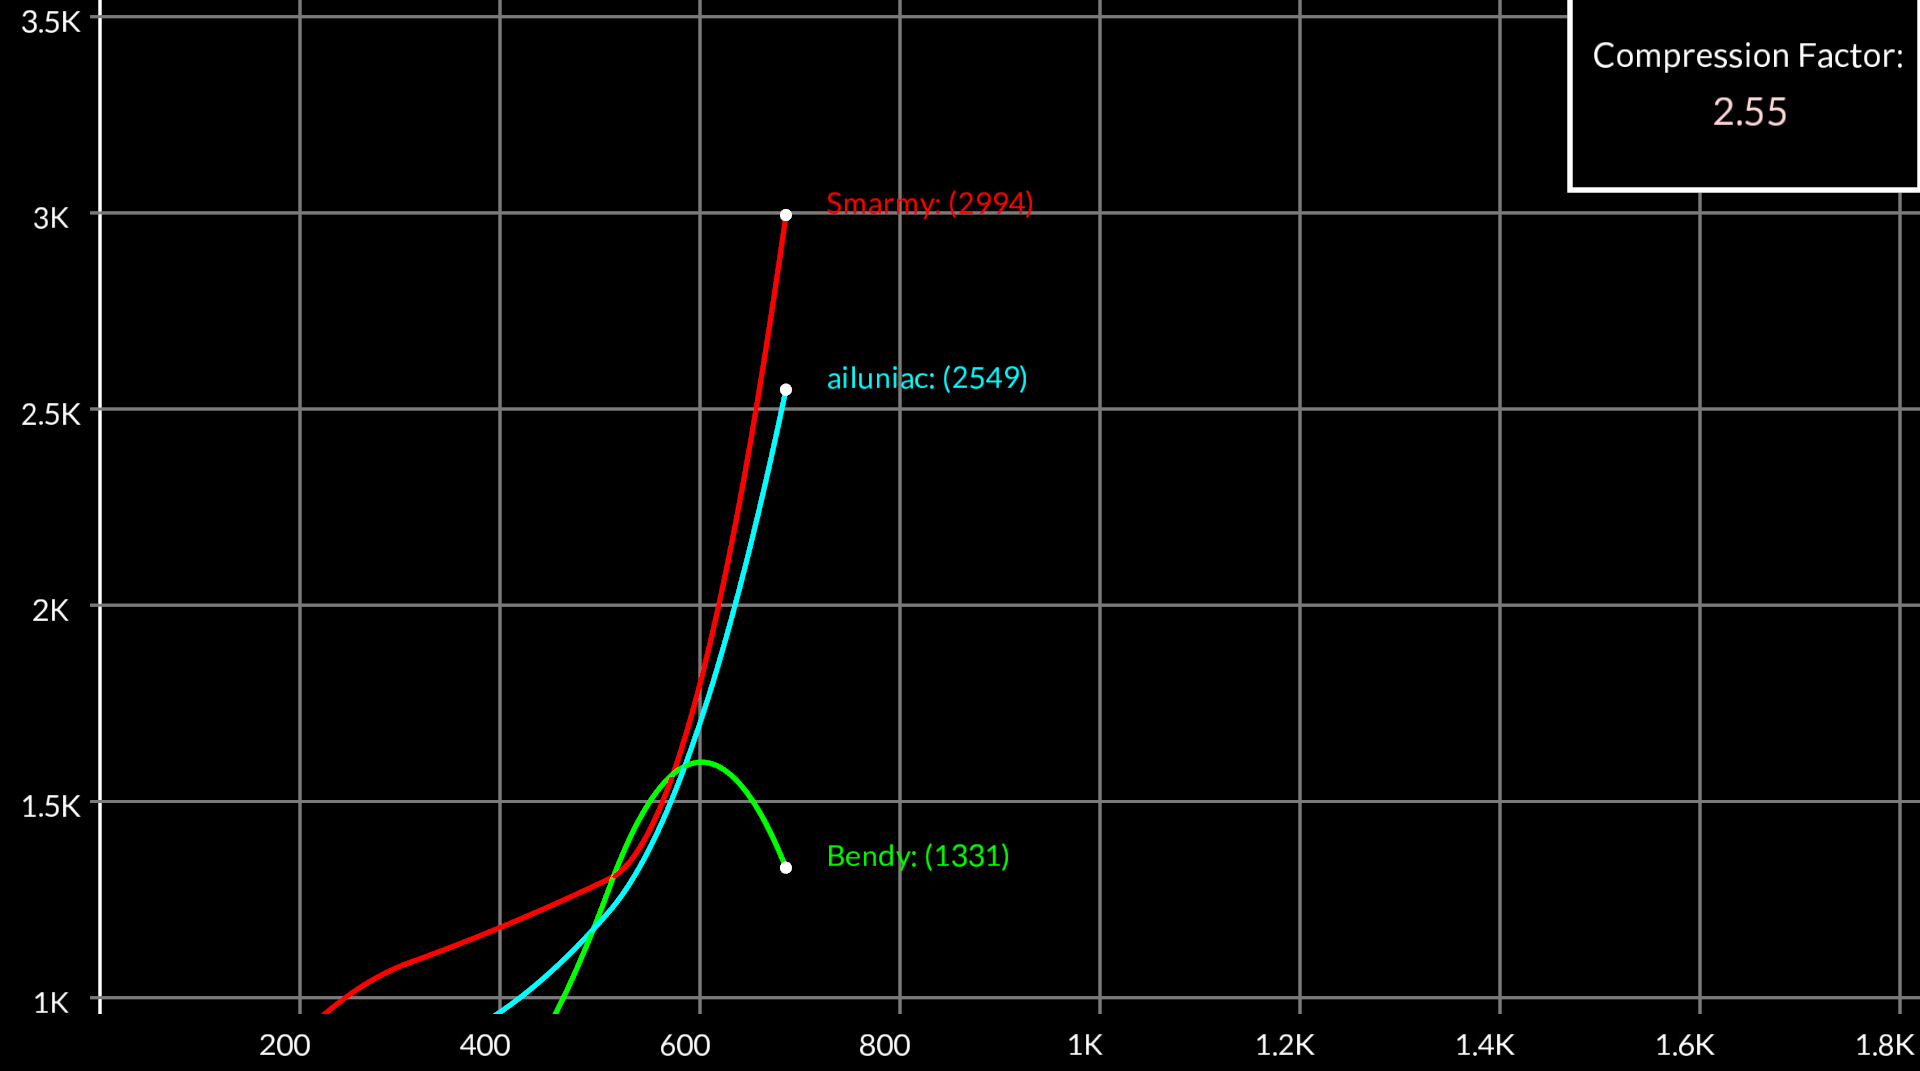 3.5K
Compression Factor:
2.55
Smarmy: (2994)
3K
ailuniac: (2549)
2.5K
2K
1.5K
Bendy: (1331)
1K
200 400 600 800 1K 1.2K 1.4K 1.6K 1.8K